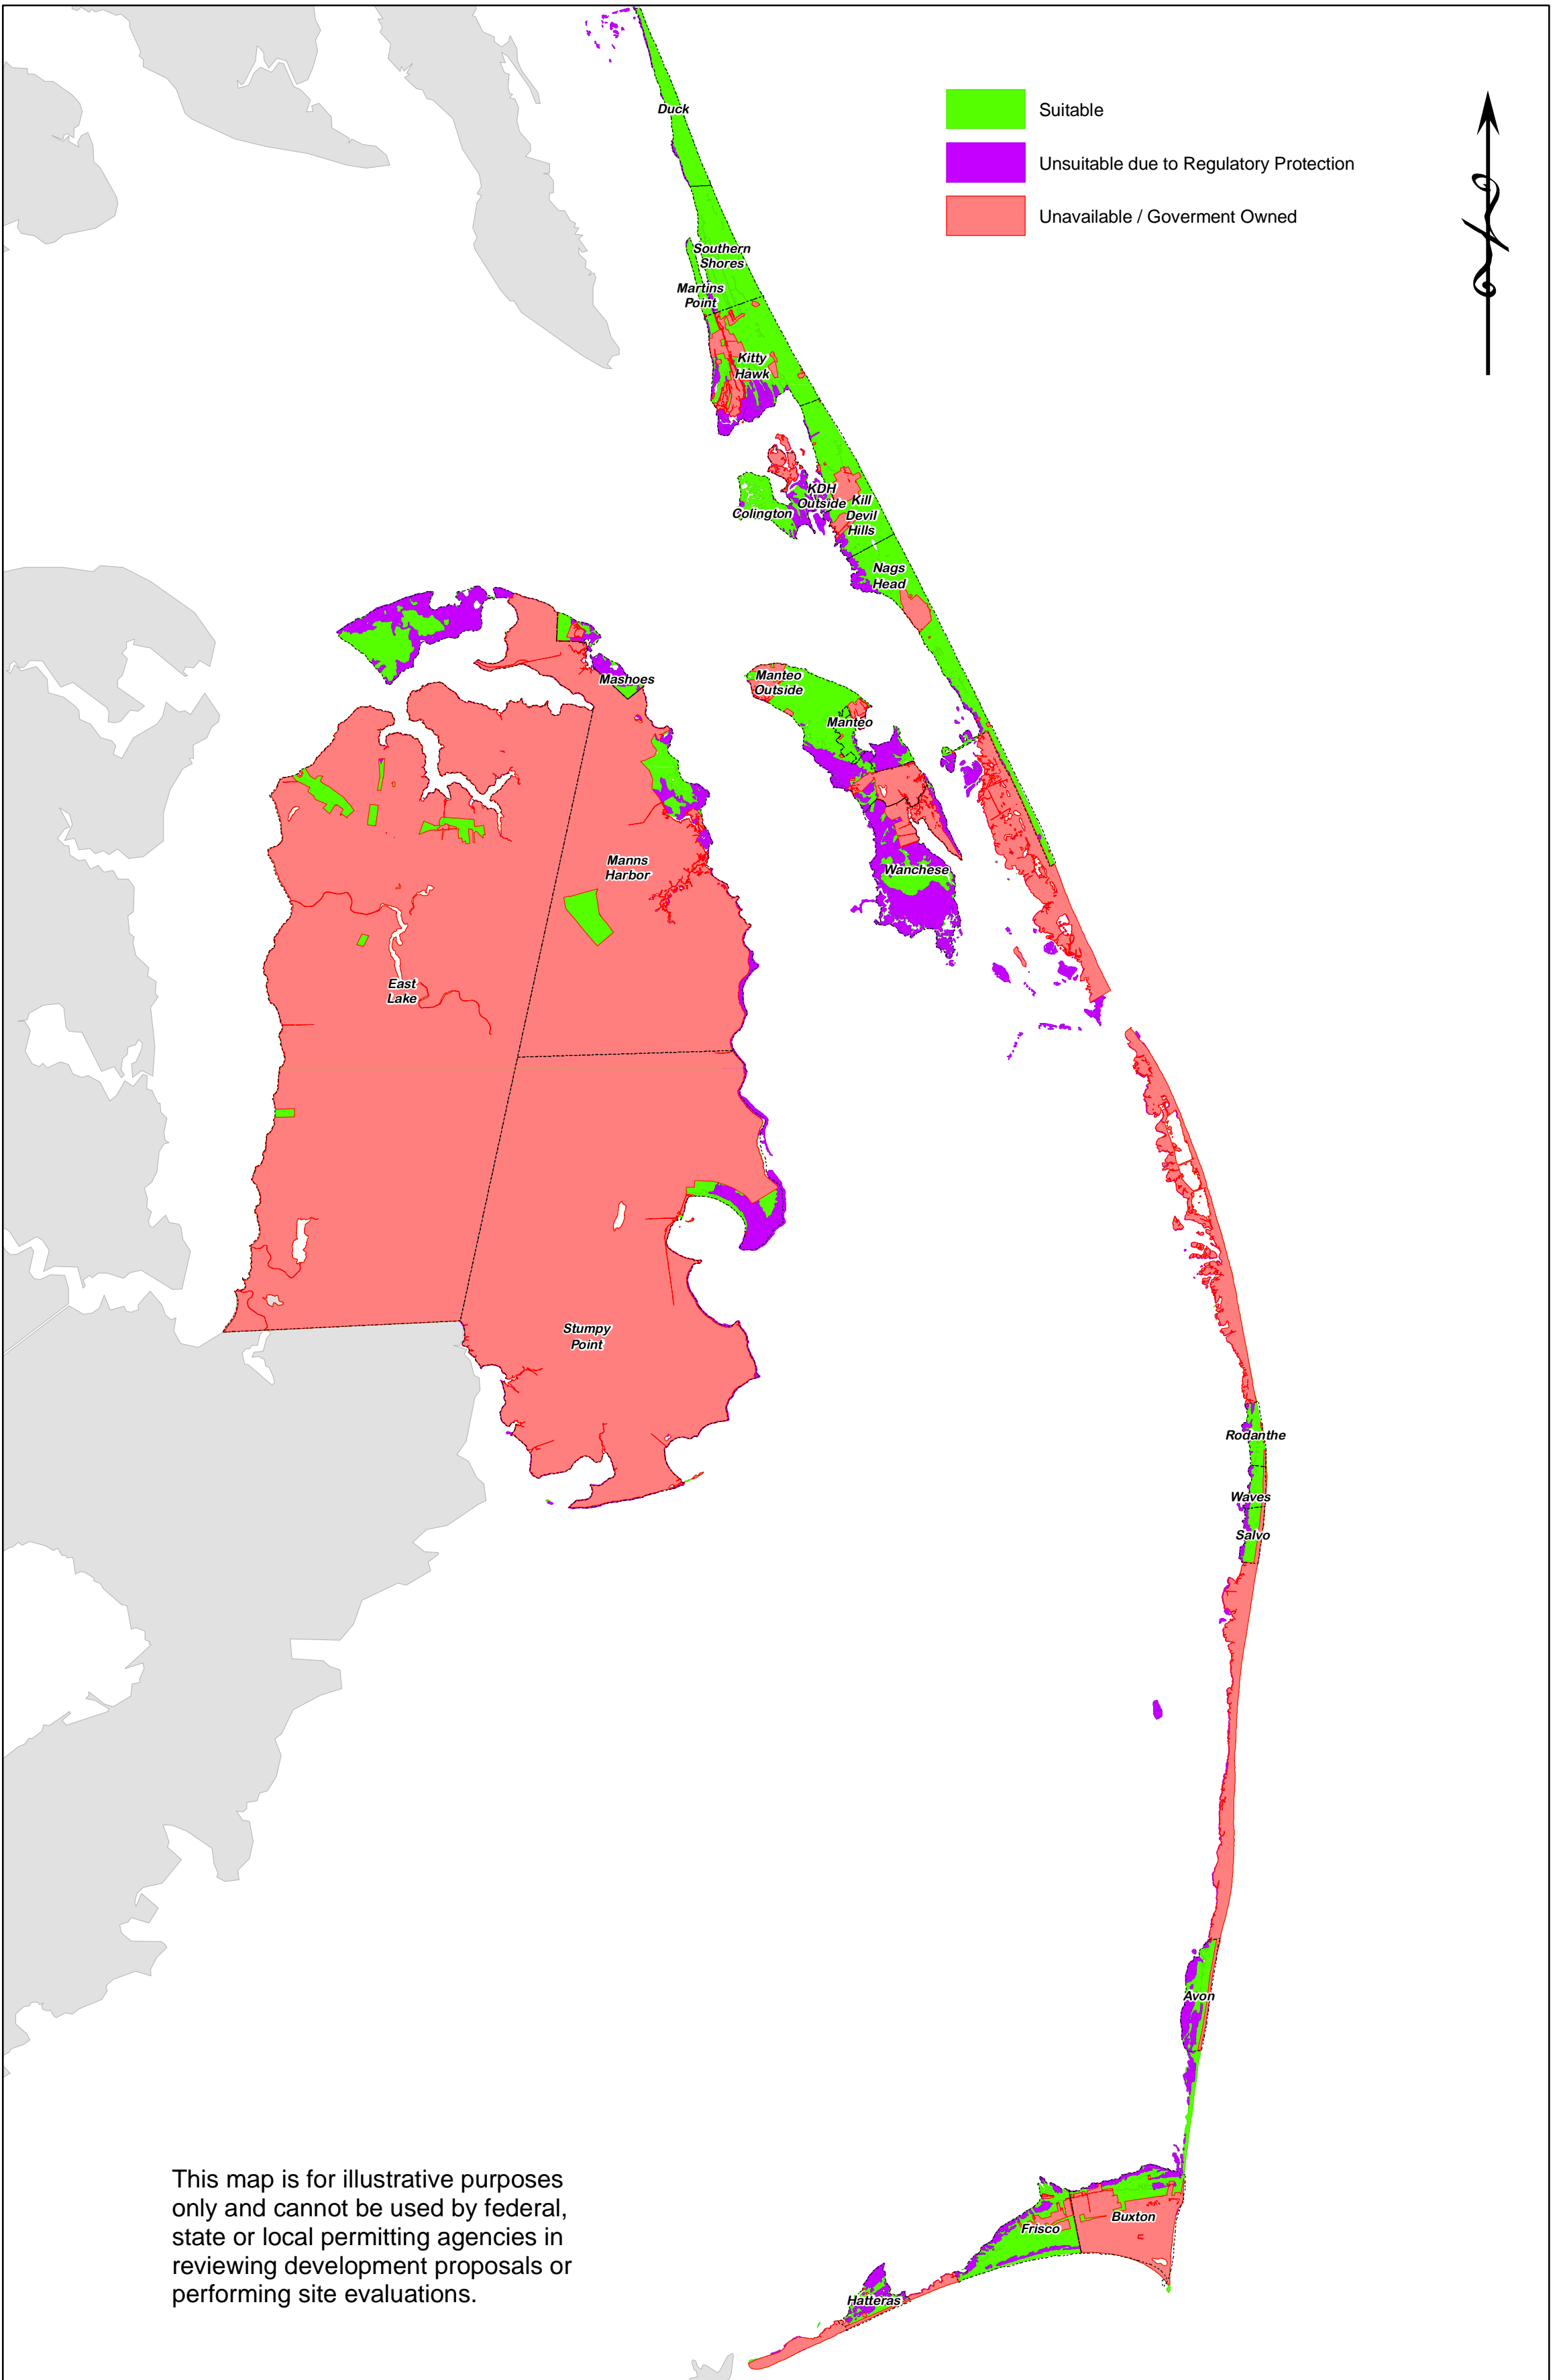 Duck
Suitable
Unsuitable due to Regulatory Protection
Unavailable / Goverment Owned
Southern
Shores
Martins
Point
Kitty
Hawk
KDH
Outside
Kill
Devil
Hills
Colington
Nags
Head
Mashoes
Manteo
Outside
Manteo
Manns
Harbor
Wanchese
East
Lake
Stumpy
Point
Rodanthe
Waves
Salvo
Avon
Buxton
Frisco
Hatteras
This map is for illustrative purposes
only and cannot be used by federal,
state or local permitting agencies in
reviewing development proposals or
performing site evaluations.